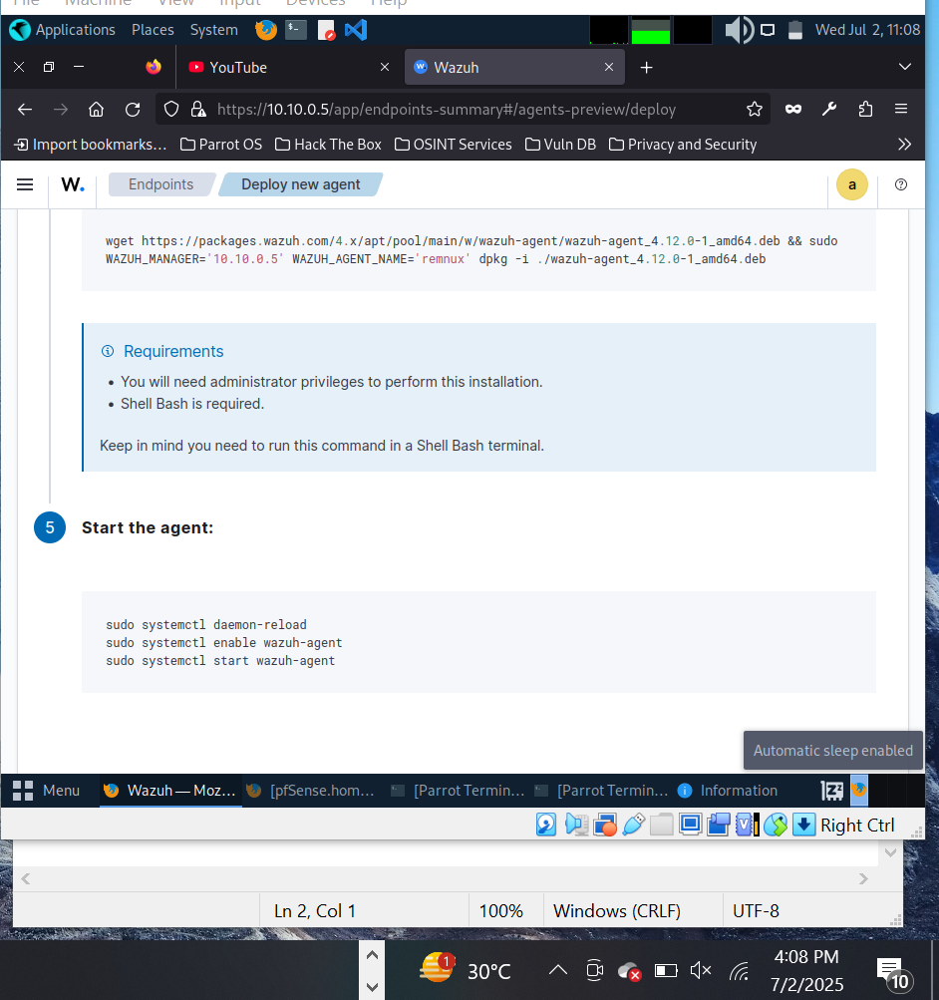 File Machine View Input Devices Help
Applications Places System Wed Jul 2, 11:08
YouTube Wazuh
https://10.10.0.5/app/endpoints-summary#/agents-preview/deploy
Import bookmarks... Parrot OS Hack The Box OSINT Services Vuln DB Privacy and Security
W. Endpoints Deploy new agent a
wget https://packages.wazuh.com/4.x/apt/pool/main/w/wazuh-agent/wazuh-agent_4.12.0-1_amd64.deb && sudo
WAZUH_MANAGER='10.10.0.5' WAZUH_AGENT_NAME='remnux' dpkg -i ./wazuh-agent_4.12.0-1_amd64.deb
Requirements
• You will need administrator privileges to perform this installation.
• Shell Bash is required.
Keep in mind you need to run this command in a Shell Bash terminal.
5 Start the agent:
sudo systemctl daemon-reload
sudo systemctl enable wazuh-agent
sudo systemctl start wazuh-agent
Automatic sleep enabled
Menu Wazuh — Moz... [pfSense.hom... [Parrot Termin... [Parrot Termin... Information
Right Ctrl
Ln 2, Col 1 100% Windows (CRLF) UTF-8
1 30°C 4:08 PM
7/2/2025 10